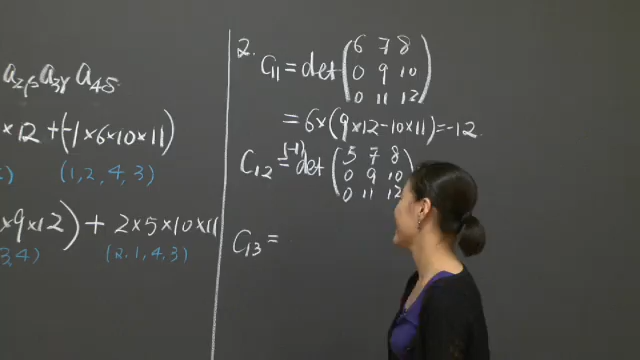 a₂ᵦ a₃ᵧ a₄δ
× 12 + (-1×6×10×11)
(1, 2, 4, 3)
×9×12) + 2×5×10×11
3,4) (2, 1, 4, 3)
2. C₁₁ = det (6 7 8
0 9 10
0 11 12)
= 6×(9×12-10×11)=-12.
C₁₂ = (-1) det (5 7 8
0 9 10
0 11 12
C₁₃ =